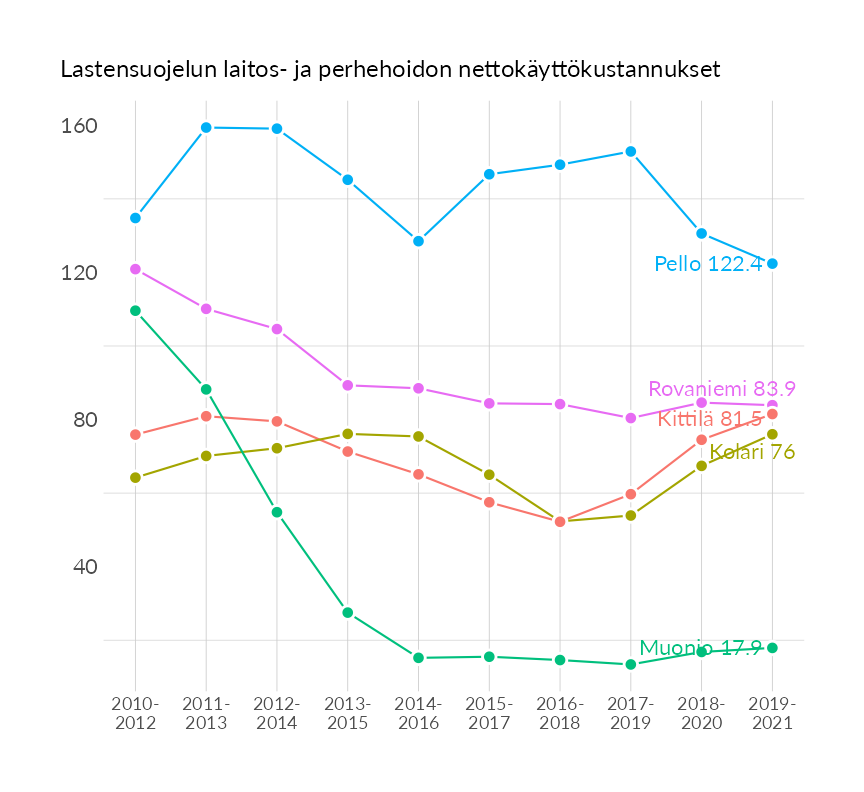 Lastensuojelun laitos- ja perhehoidon nettokäyttökustannukset
160
120
80
40
Pello 122.4
Rovaniemi 83.9
Kittilä 81.5
Kolari 76
Muonio 17.9
2010- 2011- 2012- 2013- 2014- 2015- 2016- 2017- 2018- 2019-
2012 2013 2014 2015 2016 2017 2018 2019 2020 2021